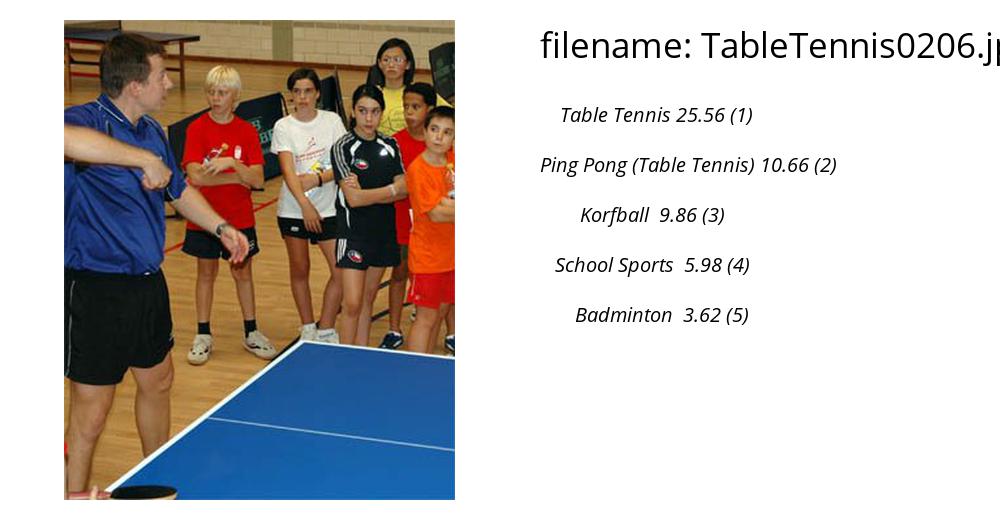 filename: TableTennis0206.j
Table Tennis 25.56 (1)
Ping Pong (Table Tennis) 10.66 (2)
Korfball 9.86 (3)
School Sports 5.98 (4)
Badminton 3.62 (5)